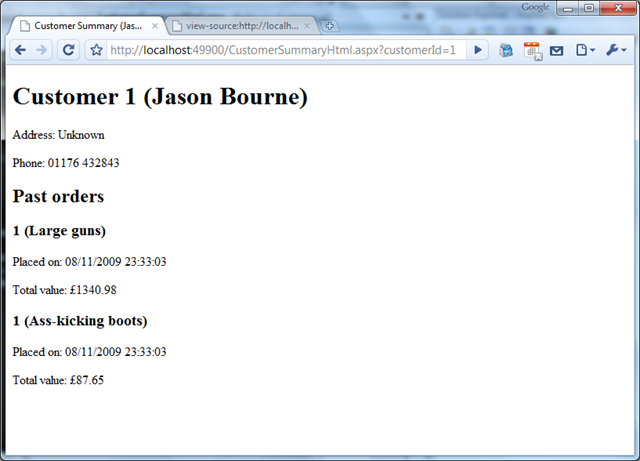 Google
Customer Summary (Jas...
view-source:http://localh...
http://localhost:49900/CustomerSummaryHtml.aspx?customerId=1
Customer 1 (Jason Bourne)
Address: Unknown
Phone: 01176 432843
Past orders
1 (Large guns)
Placed on: 08/11/2009 23:33:03
Total value: £1340.98
1 (Ass-kicking boots)
Placed on: 08/11/2009 23:33:03
Total value: £87.65